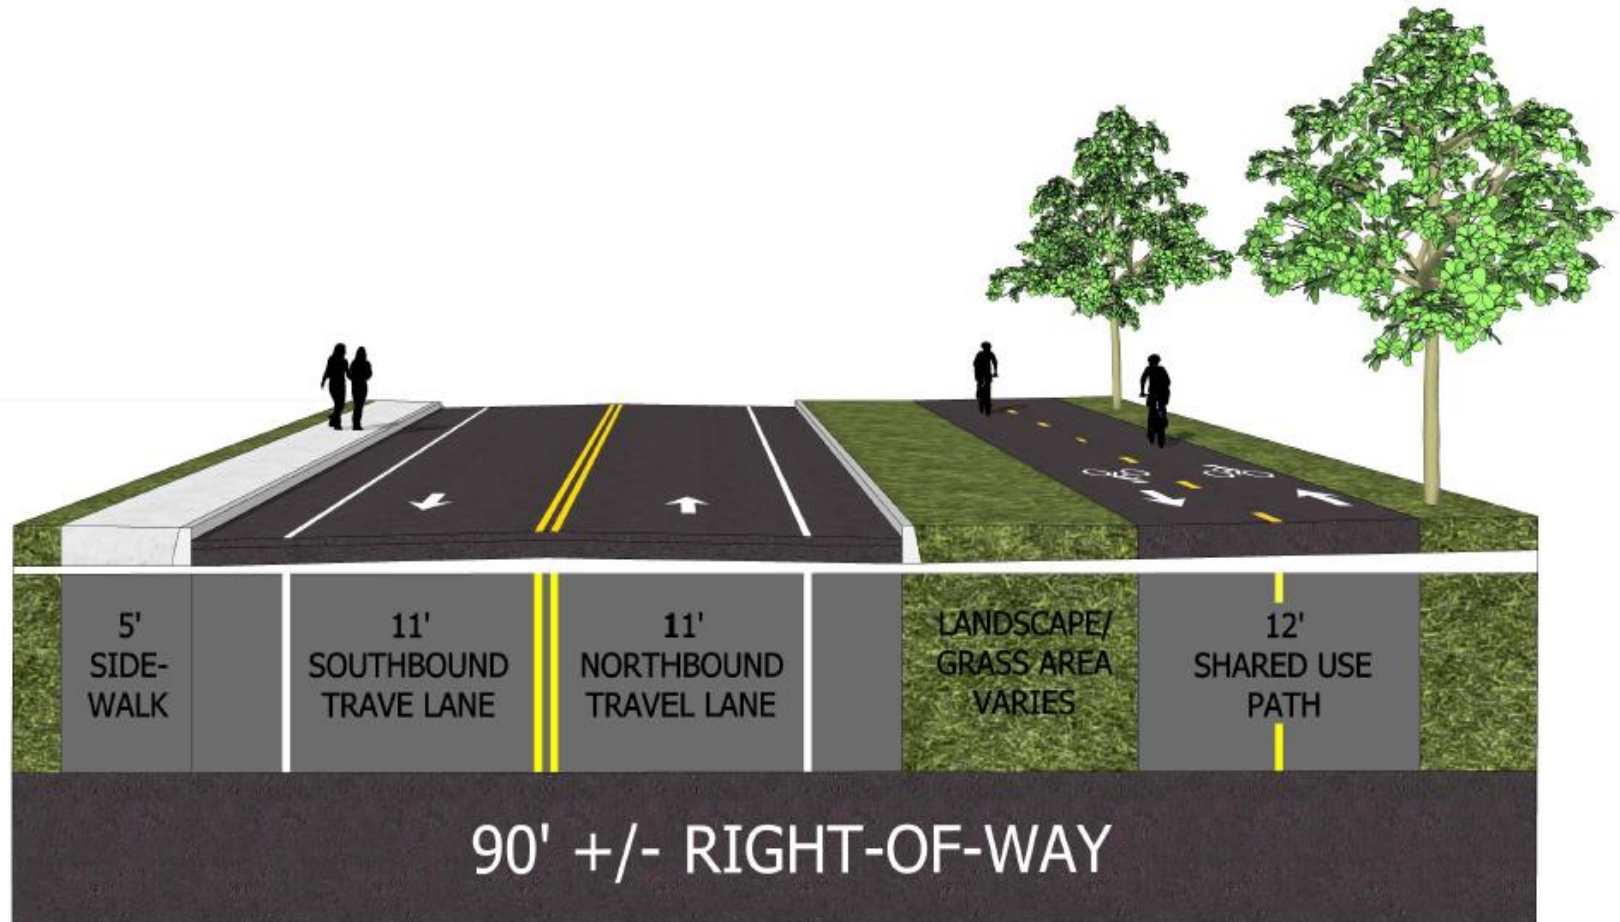 5'
SIDE-
WALK
11'
SOUTHBOUND
TRAVE LANE
11'
NORTHBOUND
TRAVEL LANE
LANDSCAPE/
GRASS AREA
VARIES
12'
SHARED USE
PATH
90' +/- RIGHT-OF-WAY